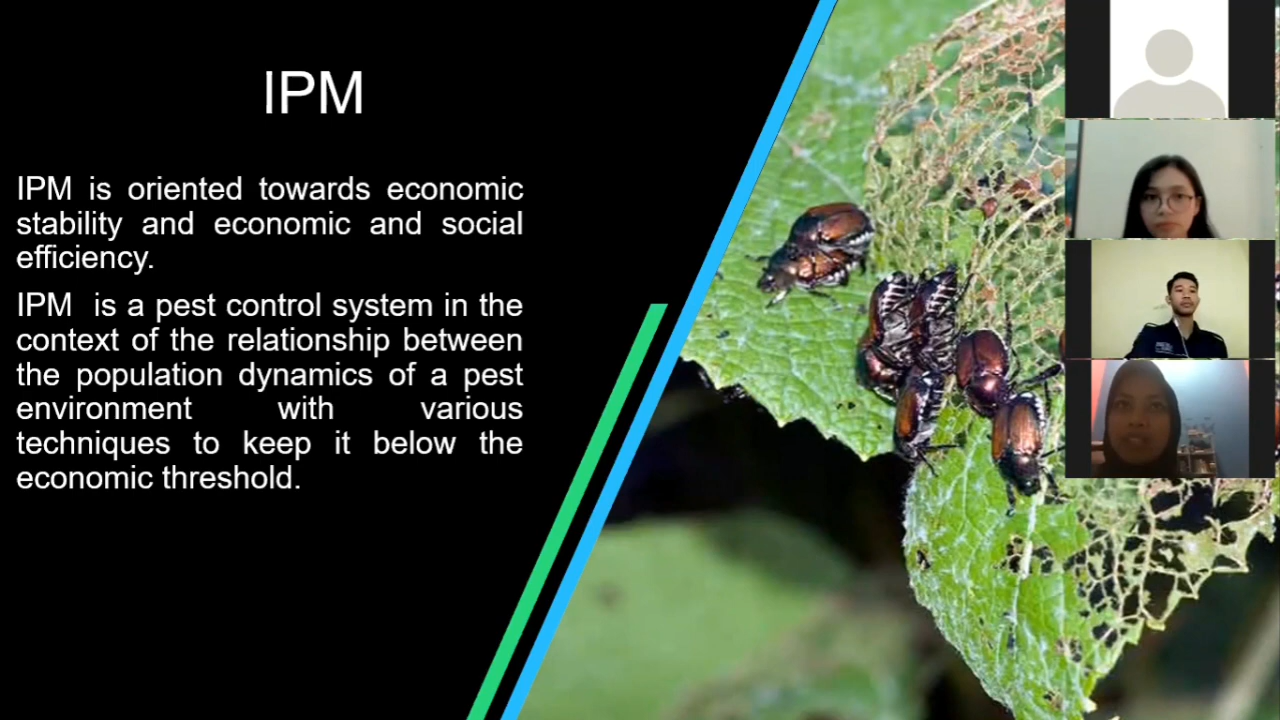 IPM
IPM is oriented towards economic
stability and economic and social
efficiency.
IPM is a pest control system in the
context of the relationship between
the population dynamics of a pest
environment with various
techniques to keep it below the
economic threshold.